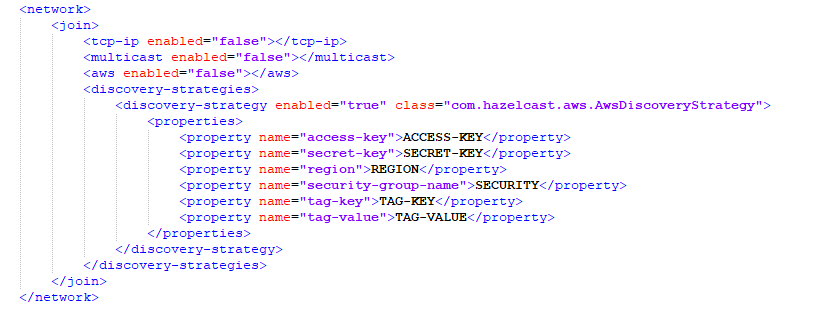 <network>
<join>
<tcp-ip enabled="false"></tcp-ip>
<multicast enabled="false"></multicast>
<aws enabled="false"></aws>
<discovery-strategies>
<discovery-strategy enabled="true" class="com.hazelcast.aws.AwsDiscoveryStrategy">
<properties>
<property name="access-key">ACCESS-KEY</property>
<property name="secret-key">SECRET-KEY</property>
<property name="region">REGION</property>
<property name="security-group-name">SECURITY</property>
<property name="tag-key">TAG-KEY</property>
<property name="tag-value">TAG-VALUE</property>
</properties>
</discovery-strategy>
</discovery-strategies>
</join>
</network>